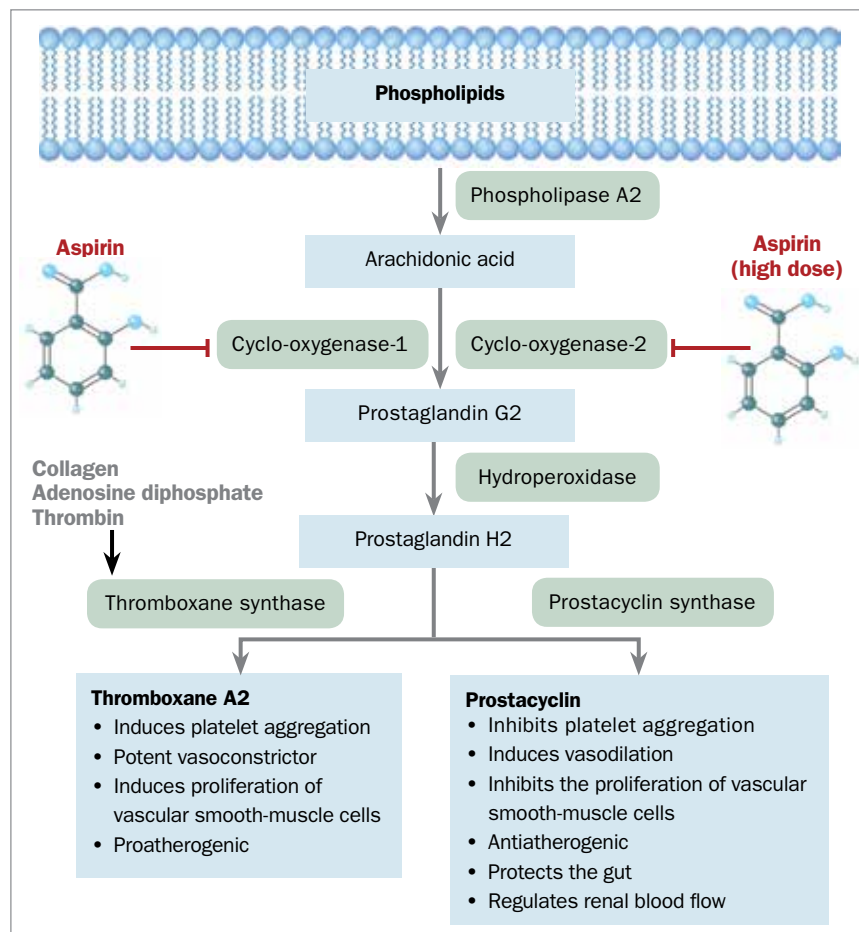 Phospholipids
Phospholipase A2
Arachidonic acid
Aspirin
Aspirin
(high dose)
Cyclo-oxygenase-1
Cyclo-oxygenase-2
Prostaglandin G2
Hydroperoxidase
Collagen
Adenosine diphosphate
Thrombin
Prostaglandin H2
Thromboxane synthase
Prostacyclin synthase
Thromboxane A2
• Induces platelet aggregation
• Potent vasoconstrictor
• Induces proliferation of
vascular smooth-muscle cells
• Proatherogenic
Prostacyclin
• Inhibits platelet aggregation
• Induces vasodilation
• Inhibits the proliferation of vascular
smooth-muscle cells
• Antiatherogenic
• Protects the gut
• Regulates renal blood flow